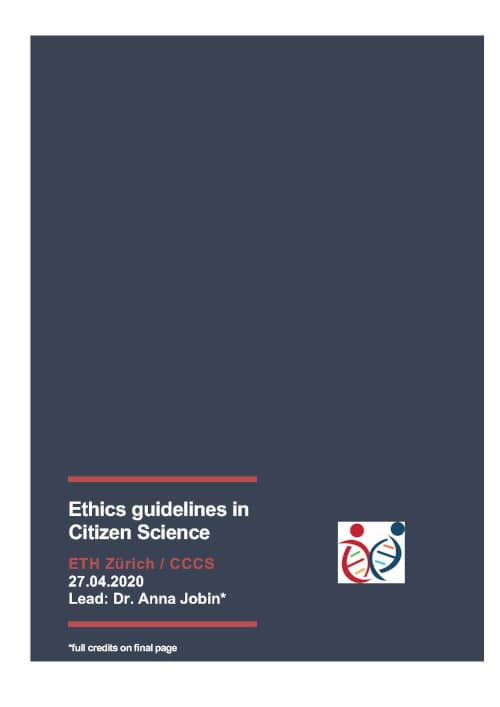 Ethics guidelines in
Citizen Science
ETH Zürich / CCCS
27.04.2020
Lead: Dr. Anna Jobin*
*full credits on final page